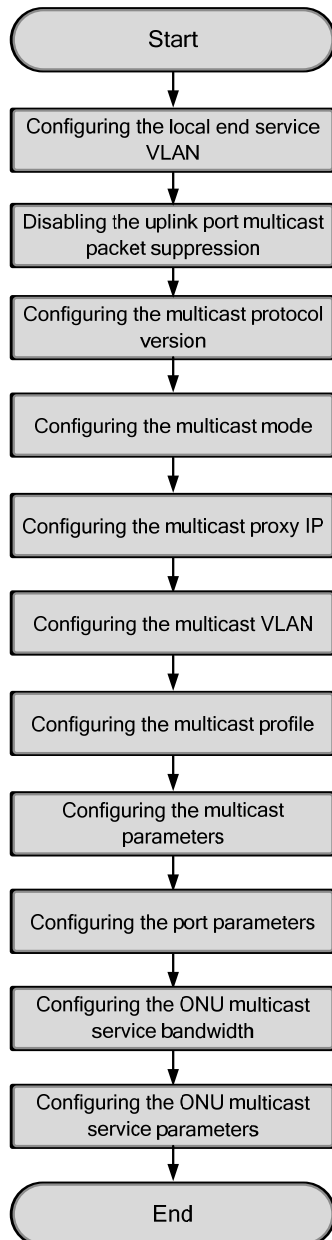 Start
Configuring the local end service
VLAN
Disabling the uplink port multicast
packet suppression
Configuring the multicast protocol
version
Configuring the multicast mode
Configuring the multicast proxy IP
Configuring the multicast VLAN
Configuring the multicast profile
Configuring the multicast
parameters
Configuring the port parameters
Configuring the ONU multicast
service bandwidth
Configuring the ONU multicast
service parameters
End